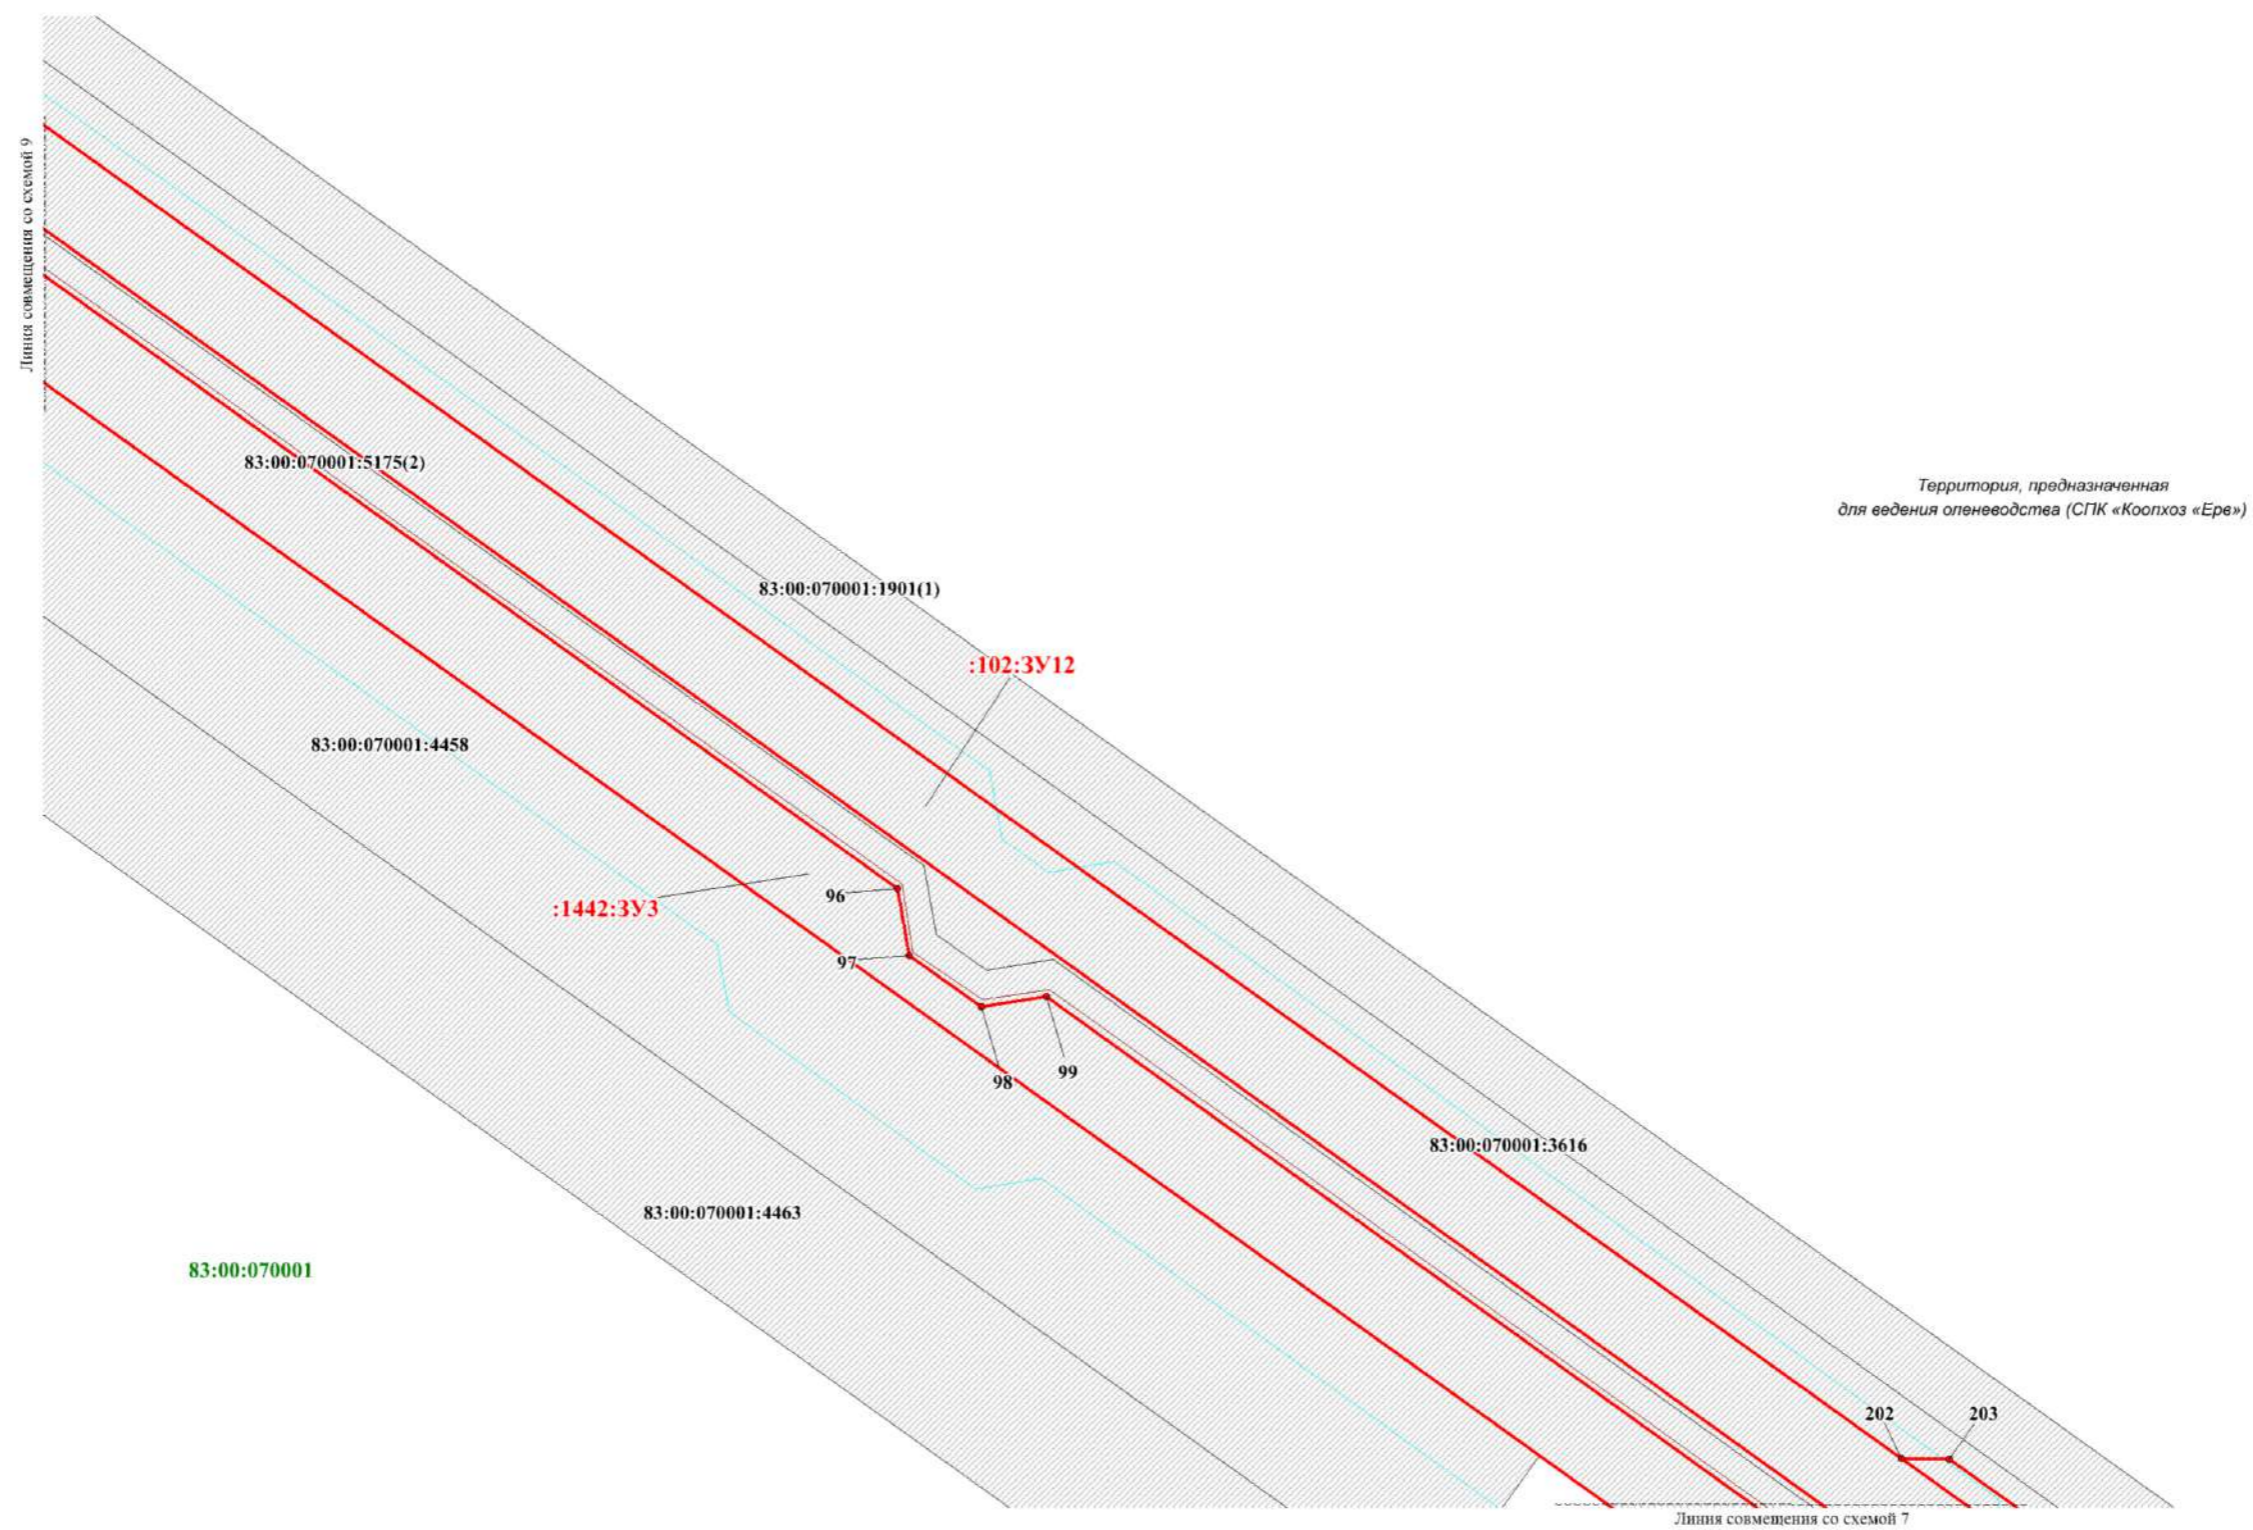 Линия совмещения со схемой 9
83:00:070001:5175(2)
Территория, предназначенная
для ведения оленеводства (СПК «Коопхоз «Ерв»)
83:00:070001:1901(1)
:102:ЗУ12
83:00:070001:4458
96
:1442:ЗУ3
97
98
99
83:00:070001:3616
83:00:070001:4463
83:00:070001
202
203
Линия совмещения со схемой 7